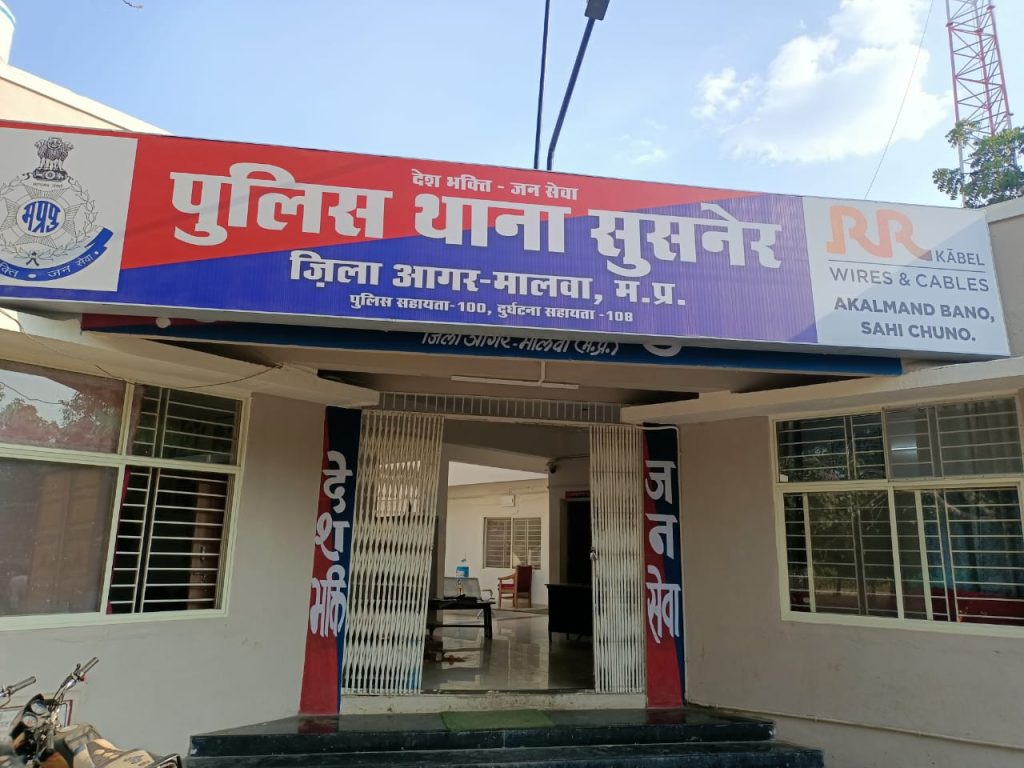 देश भक्ति - जन सेवा
पुलिस थाना सुसनेर
ज़िला आगर-मालवा, म.प्र.
पुलिस सहायता-100, दुर्घटना सहायता -108
मप्रपु
जन सेवा
RR
KĀBEL
WIRES & CABLES
AKALMAND BANO,
SAHI CHUNO.
जिला आगर-मालवा (म.प्र.)
देश भक्ति
जन सेवा